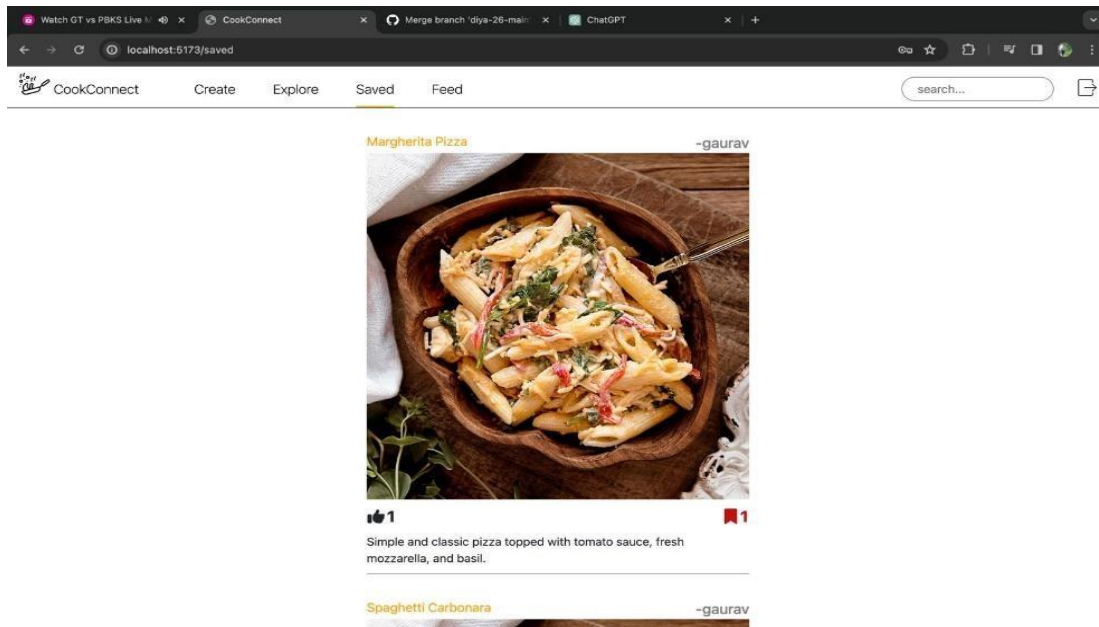 Watch GT vs PBKS Live
CookConnect
Merge branch 'diya-26-main'
ChatGPT
localhost:5173/saved
CookConnect
Create
Explore
Saved
Feed
search...
Margherita Pizza
-gaurav
1
1
Simple and classic pizza topped with tomato sauce, fresh
mozzarella, and basil.
Spaghetti Carbonara
-gaurav